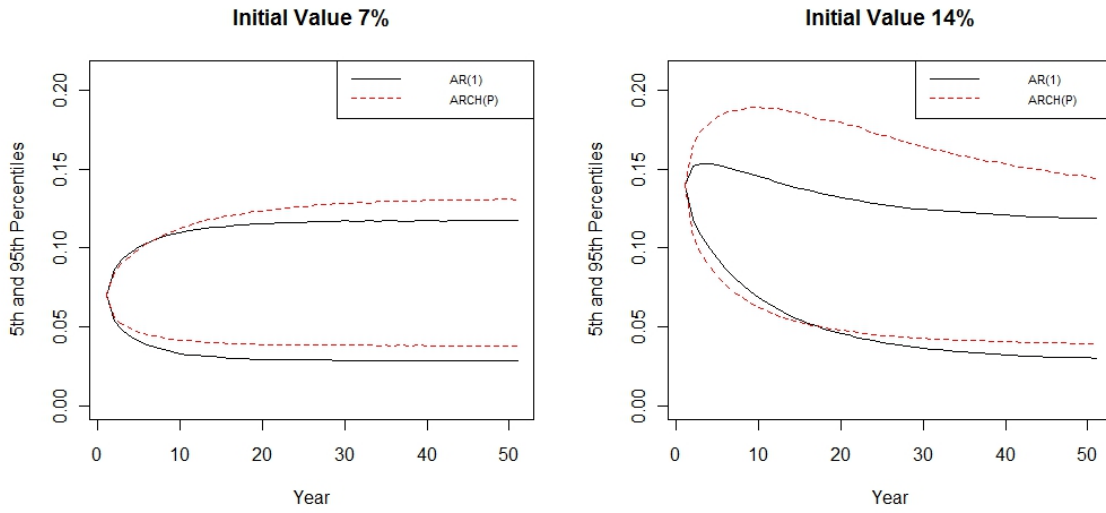 Initial Value 7%
5th and 95th Percentiles
0.20
0.15
0.10
0.05
0.00
AR(1)
ARCH(P)
0 10 20 30 40 50
Year
Initial Value 14%
5th and 95th Percentiles
0.20
0.15
0.10
0.05
0.00
AR(1)
ARCH(P)
0 10 20 30 40 50
Year